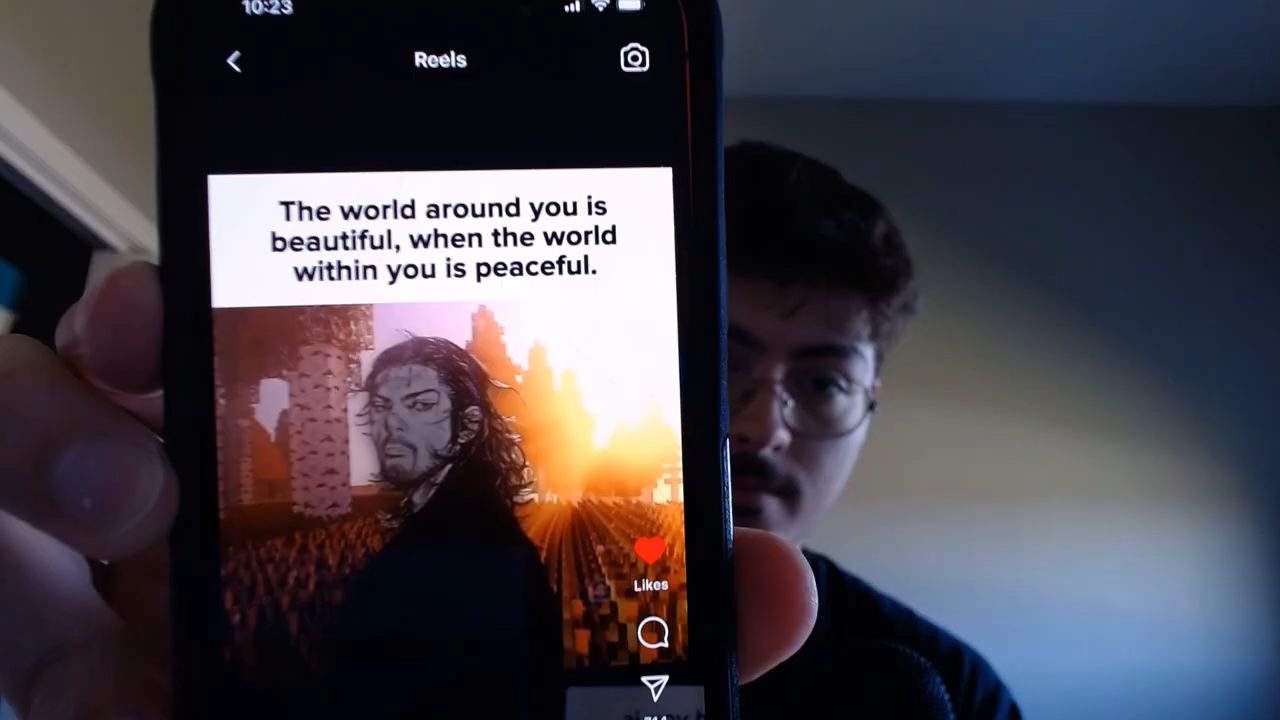 10:23
Reels
The world around you is
beautiful, when the world
within you is peaceful.
Likes